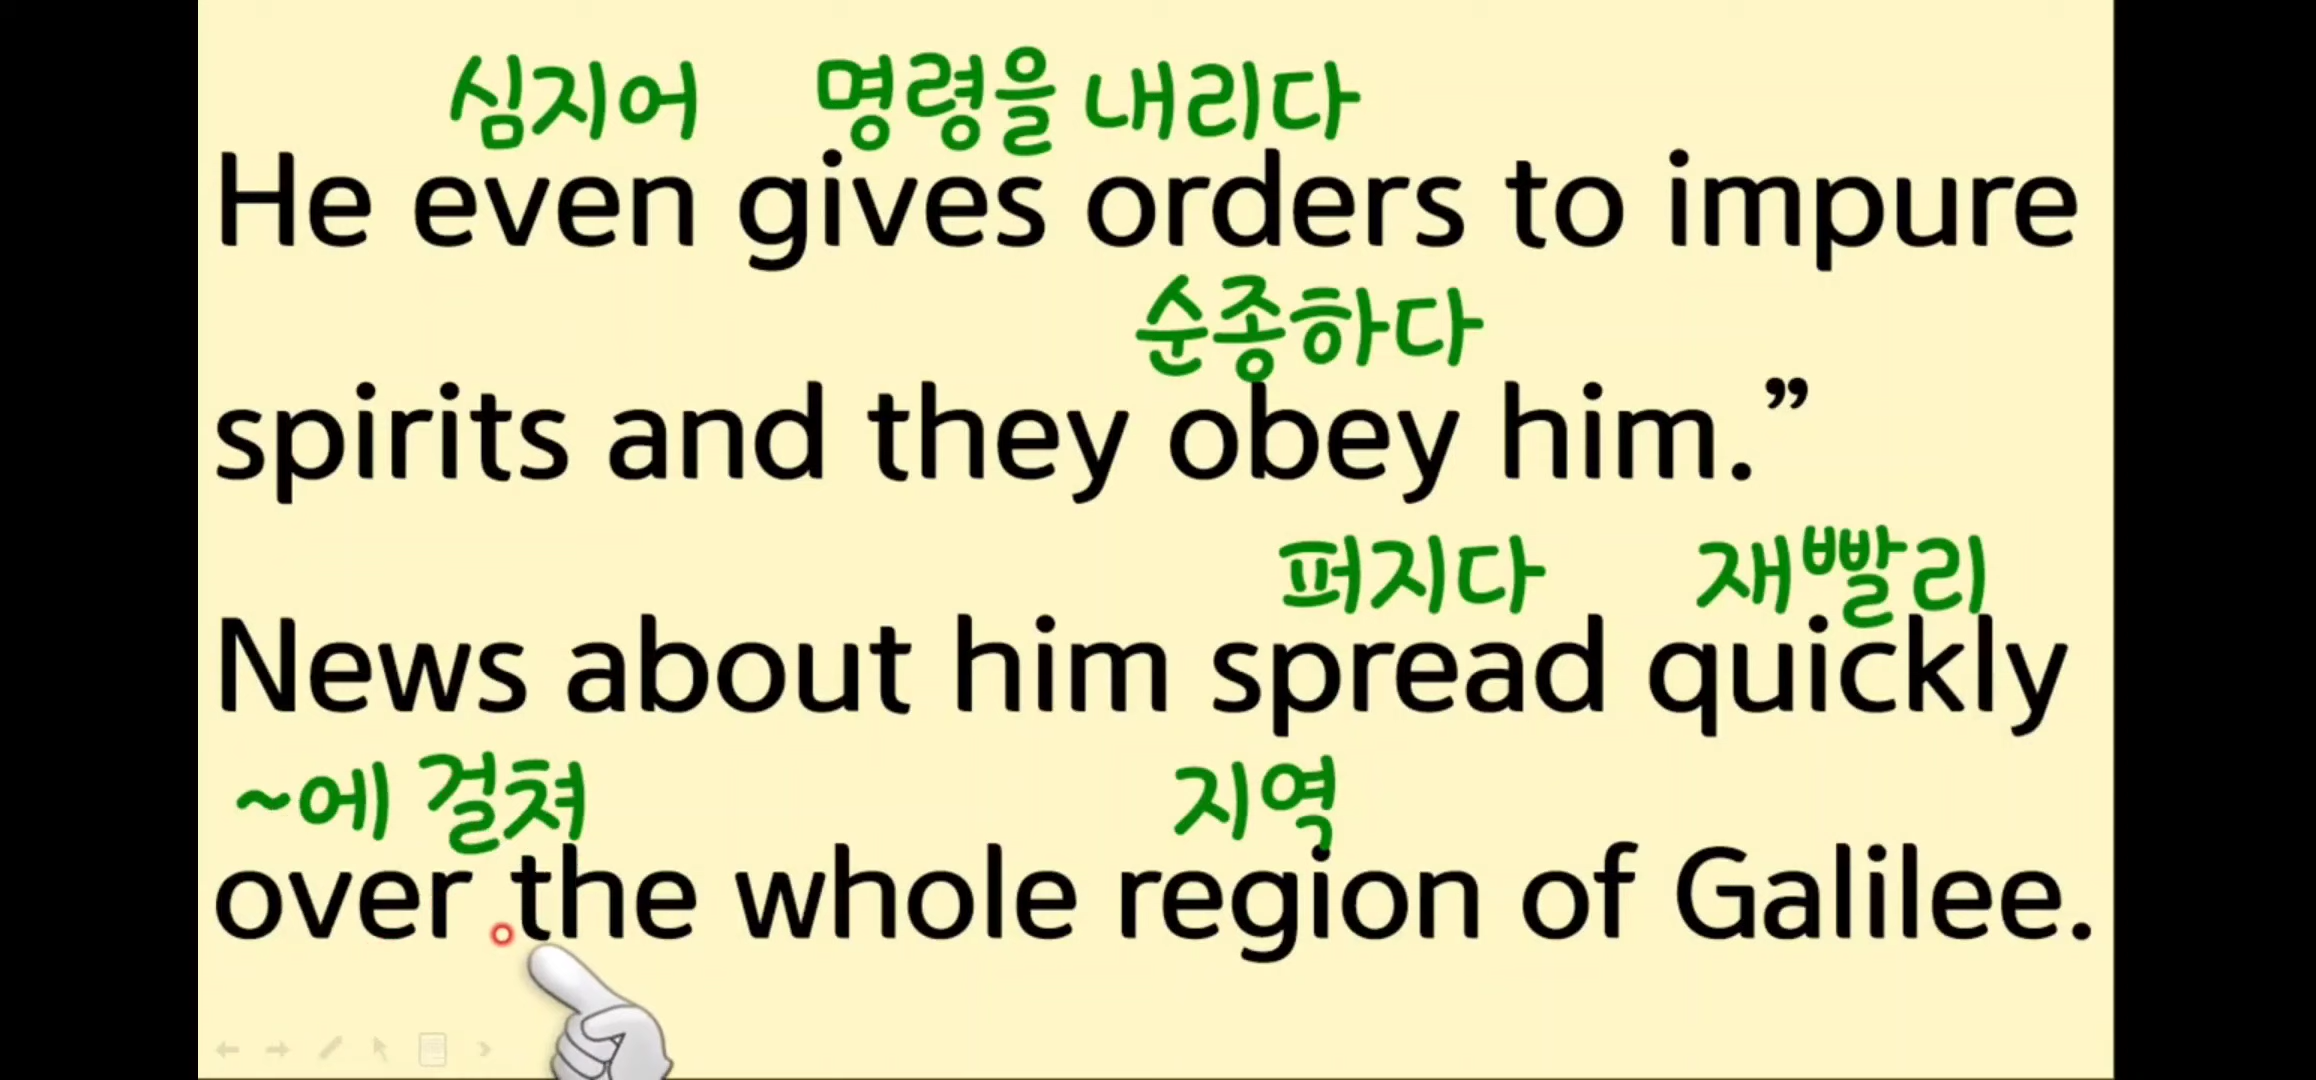 심지어 명령을 내리다
He even gives orders to impure
순종하다
spirits and they obey him.”
퍼지다 재빨리
News about him spread quickly
~에 걸쳐 지역
over the whole region of Galilee.